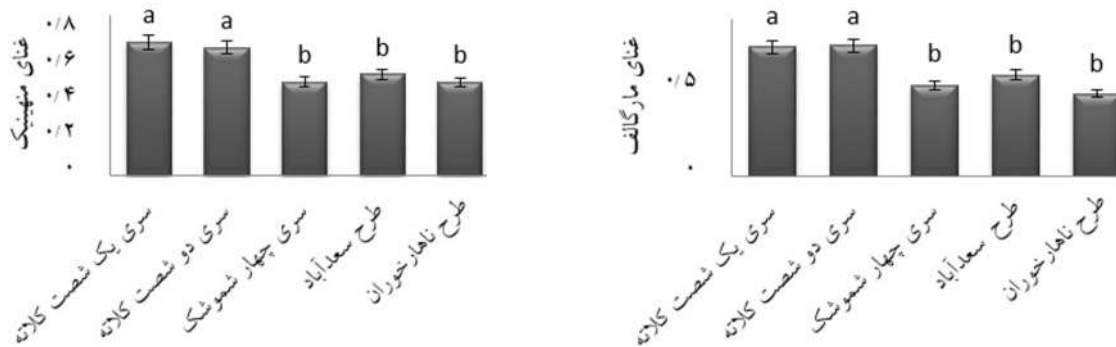 غنای منهینیک
۰/۸
۰/۶
۰/۴
۰/۲
۰
a
a
b
b
b
سری یک شصت کلاته
سری دو شصت کلاته
سری چهار شموشک
طرح سعدآباد
طرح ناهارخوران
غنای مارگالف
۰/۵
۰
a
a
b
b
b
سری یک شصت کلاته
سری دو شصت کلاته
سری چهار شموشک
طرح سعدآباد
طرح ناهارخوران